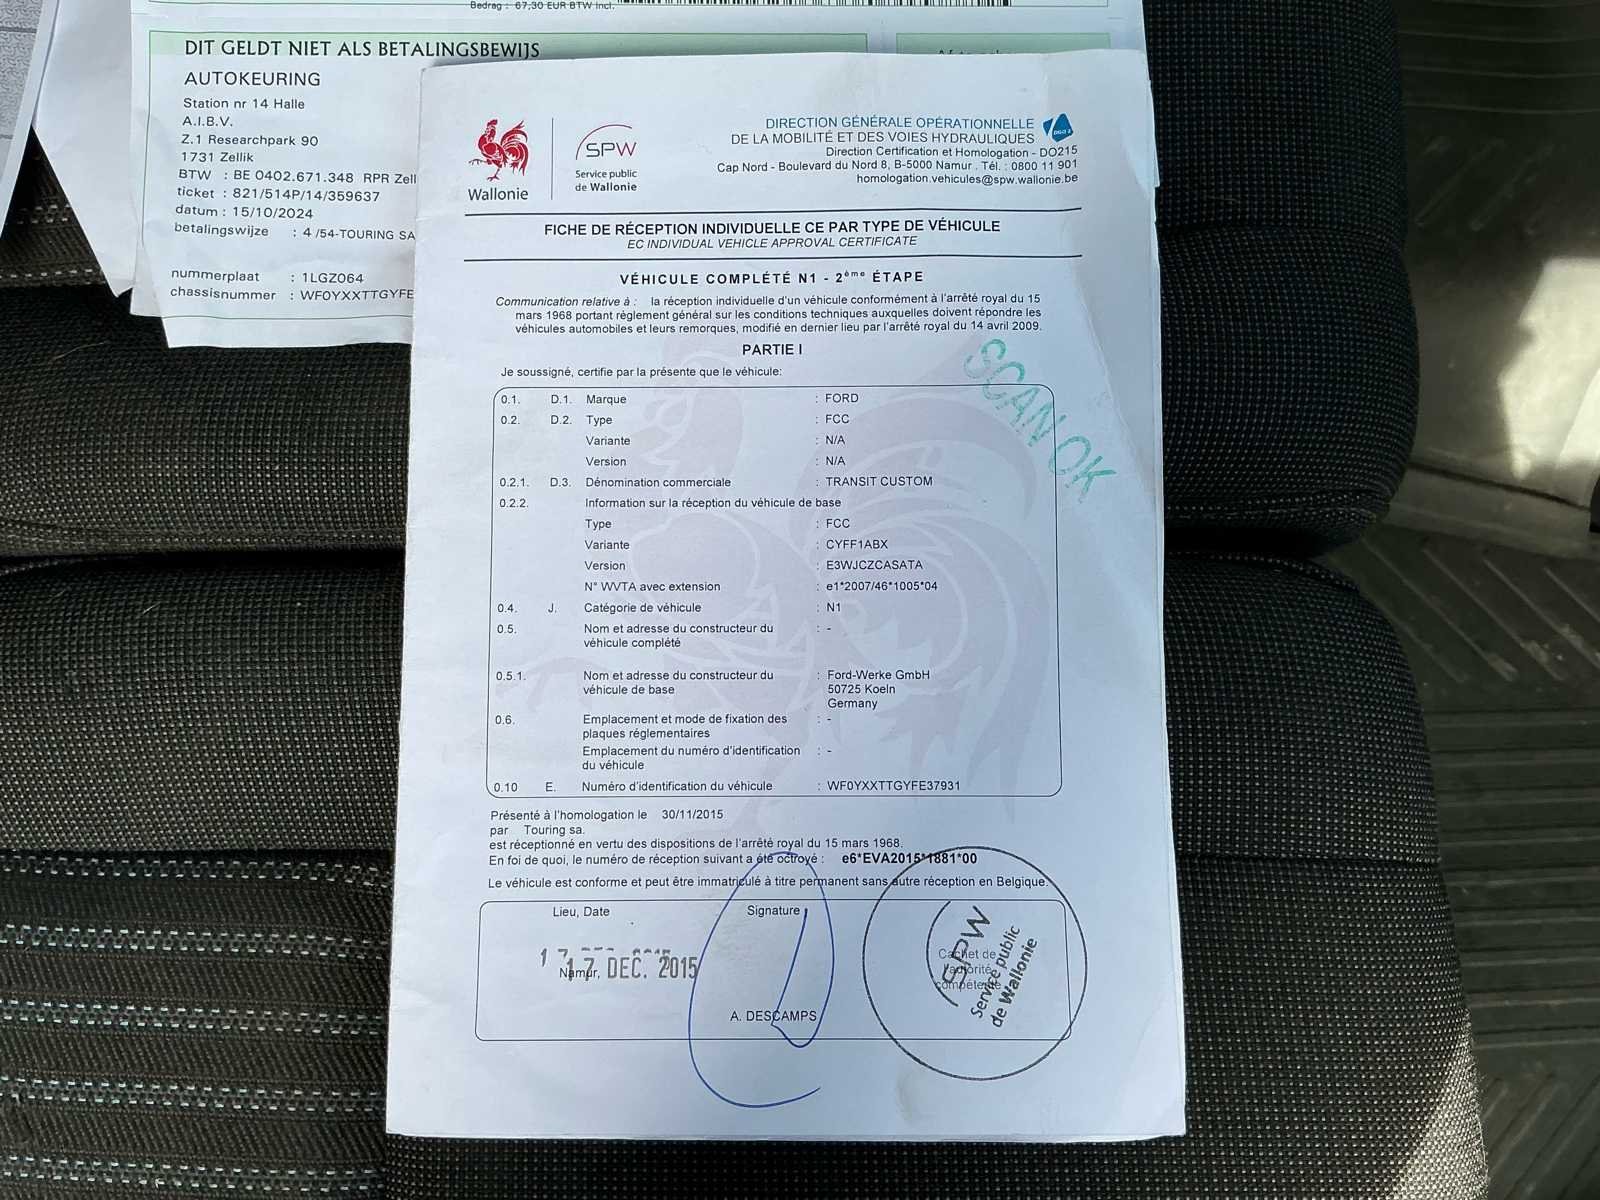 Bedrag : 67,30 EUR BTW incl.
DIT GELDT NIET ALS BETALINGSBEWIJS
AUTOKEURING
Station nr 14 Halle
A.I.B.V.
Z.1 Researchpark 90
1731 Zellik
BTW : BE 0402.671.348 RPR Zell
ticket : 821/514P/14/359637
datum : 15/10/2024
betalingswijze : 4 /54-TOURING SA
nummerplaat : 1LGZ064
chassisnummer : WF0YXXTTGYFE
Wallonie
SPW
Service public
de Wallonie
DIRECTION GÉNÉRALE OPÉRATIONNELLE
DE LA MOBILITÉ ET DES VOIES HYDRAULIQUES
DGO 2
Direction Certification et Homologation - DO215
Cap Nord - Boulevard du Nord 8, B-5000 Namur . Tél. : 0800 11 901
homologation.vehicules@spw.wallonie.be
FICHE DE RÉCEPTION INDIVIDUELLE CE PAR TYPE DE VÉHICULE
EC INDIVIDUAL VEHICLE APPROVAL CERTIFICATE
VÉHICULE COMPLÉTÉ N1 - 2ème ÉTAPE
Communication relative à : la réception individuelle d'un véhicule conformément à l'arrêté royal du 15
mars 1968 portant réglement général sur les conditions techniques auxquelles doivent répondre les
véhicules automobiles et leurs remorques, modifié en dernier lieu par l'arrêté royal du 14 avril 2009.
PARTIE I
SCAN OK
Je soussigné, certifie par la présente que le véhicule:
0.1. D.1. Marque : FORD
0.2. D.2. Type : FCC
Variante : N/A
Version : N/A
0.2.1. D.3. Dénomination commerciale : TRANSIT CUSTOM
0.2.2. Information sur la réception du véhicule de base
Type : FCC
Variante : CYFF1ABX
Version : E3WJCZCASATA
N° WVTA avec extension : e1*2007/46*1005*04
0.4. J. Catégorie de véhicule : N1
0.5. Nom et adresse du constructeur du : -
véhicule complété
0.5.1. Nom et adresse du constructeur du : Ford-Werke GmbH
véhicule de base 50725 Koeln
Germany
0.6. Emplacement et mode de fixation des : -
plaques réglementaires
Emplacement du numéro d'identification : -
du véhicule
0.10 E. Numéro d'identification du véhicule : WF0YXXTTGYFE37931
Présenté à l'homologation le 30/11/2015
par Touring sa.
est réceptionné en vertu des dispositions de l'arrêté royal du 15 mars 1968.
En foi de quoi, le numéro de réception suivant a été octroyé : e6*EVA2015*1881*00
Le véhicule est conforme et peut être immatriculé à titre permanent sans autre réception en Belgique.
Lieu, Date Signature
Namur, 17 DEC. 2015
A. DESCAMPS
Cachet de
l'autorité
compétente
SPW
Service public
de Wallonie